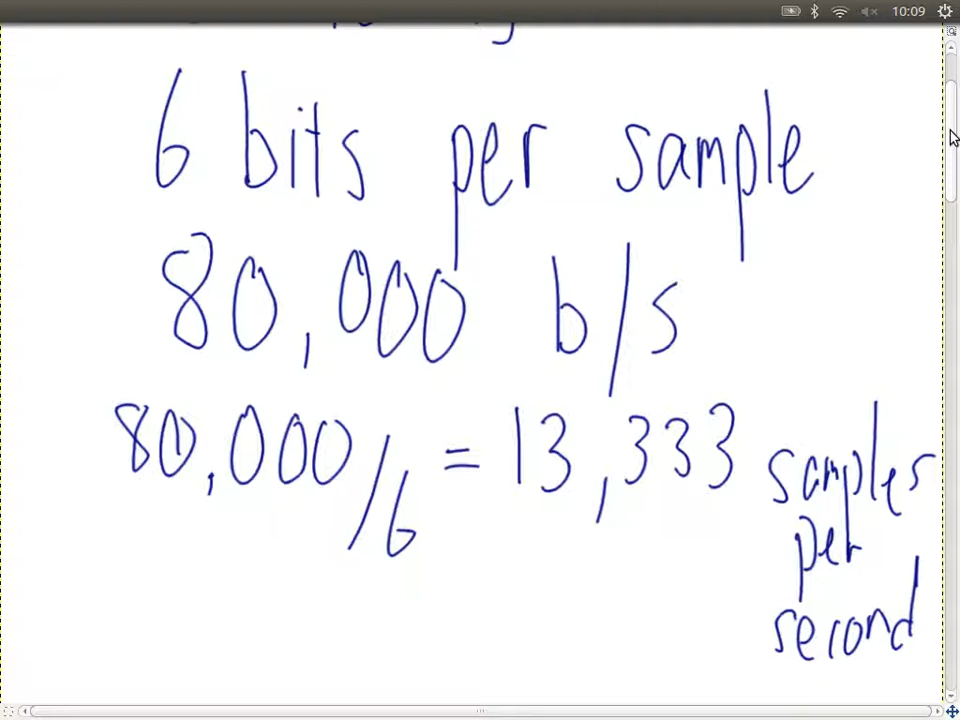 10:09
6 bits per sample
80,000 b/s
80,000/6 = 13,333 samples
per
second